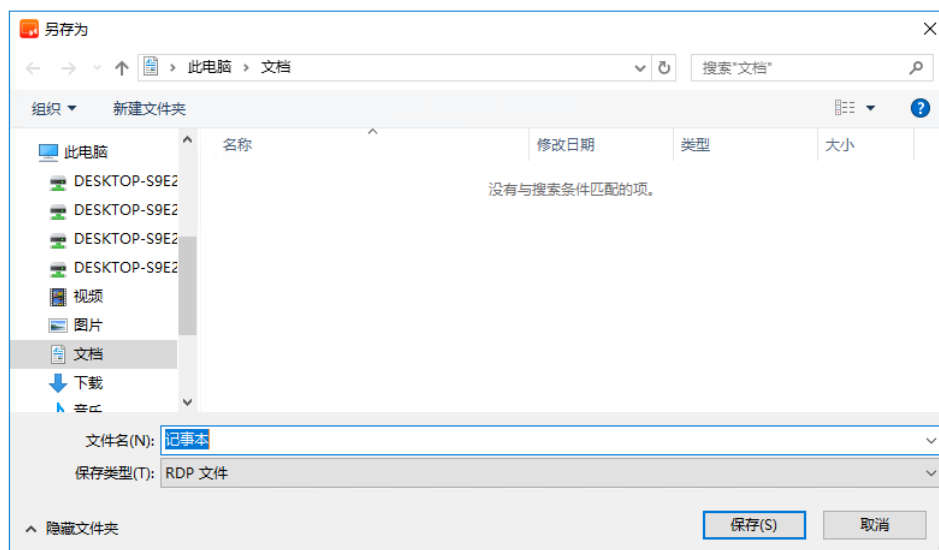 另存为
此电脑 › 文档
搜索"文档"
组织
新建文件夹
名称
修改日期
类型
大小
没有与搜索条件匹配的项。
此电脑
DESKTOP-S9E2
DESKTOP-S9E2
DESKTOP-S9E2
DESKTOP-S9E2
视频
图片
文档
下载
音乐
文件名(N): 记事本
保存类型(T): RDP 文件
隐藏文件夹
保存(S)
取消